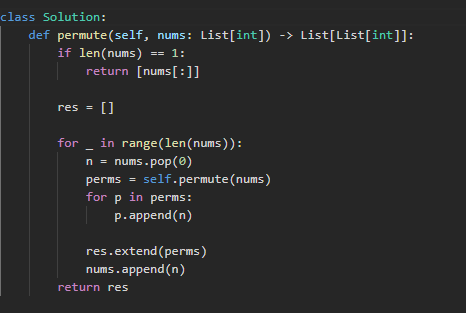 class Solution:
    def permute(self, nums: List[int]) -> List[List[int]]:
        if len(nums) == 1:
            return [nums[:]]

        res = []

        for _ in range(len(nums)):
            n = nums.pop(0)
            perms = self.permute(nums)
            for p in perms:
                p.append(n)

            res.extend(perms)
            nums.append(n)
        return res